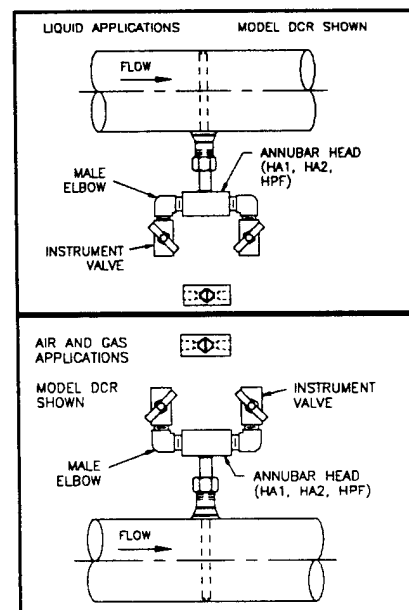 LIQUID APPLICATIONS MODEL DCR SHOWN
FLOW
ANNUBAR HEAD
(HA1, HA2,
HPF)
MALE
ELBOW
INSTRUMENT
VALVE
AIR AND GAS
APPLICATIONS
MODEL DCR
SHOWN
INSTRUMENT
VALVE
MALE
ELBOW
ANNUBAR HEAD
(HA1, HA2, HPF)
FLOW